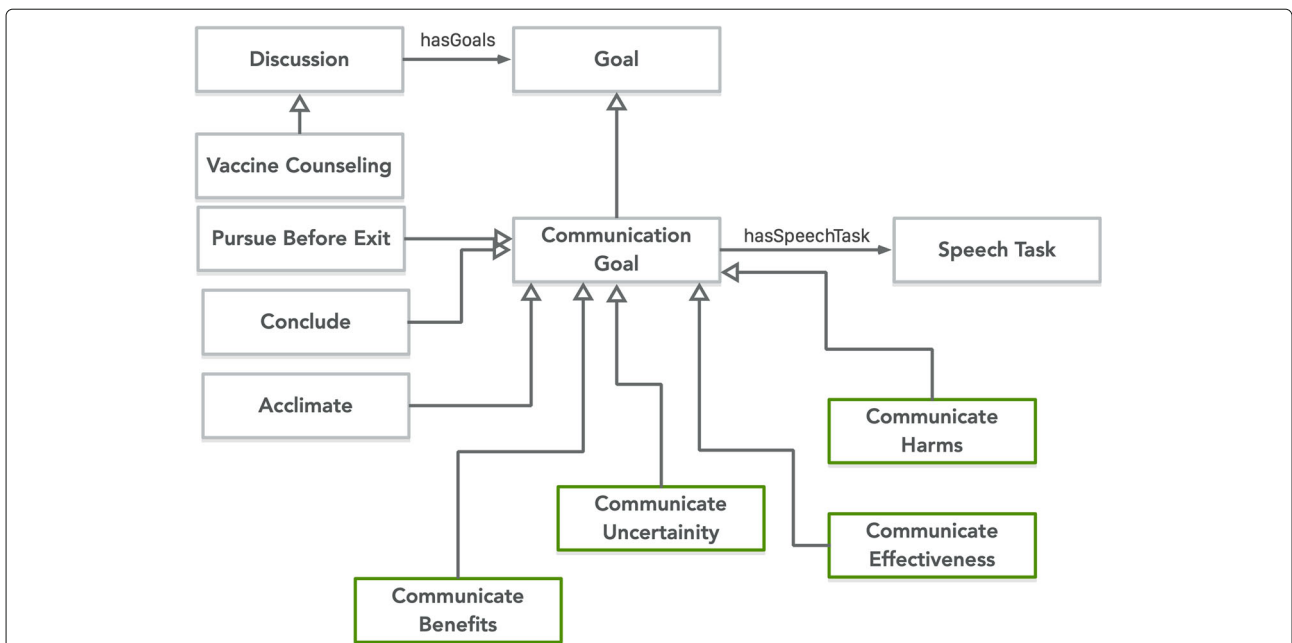 Discussion
hasGoals
Goal
Vaccine Counseling
Pursue Before Exit
Communication
Goal
hasSpeechTask
Speech Task
Conclude
Acclimate
Communicate
Harms
Communicate
Uncertainity
Communicate
Effectiveness
Communicate
Benefits